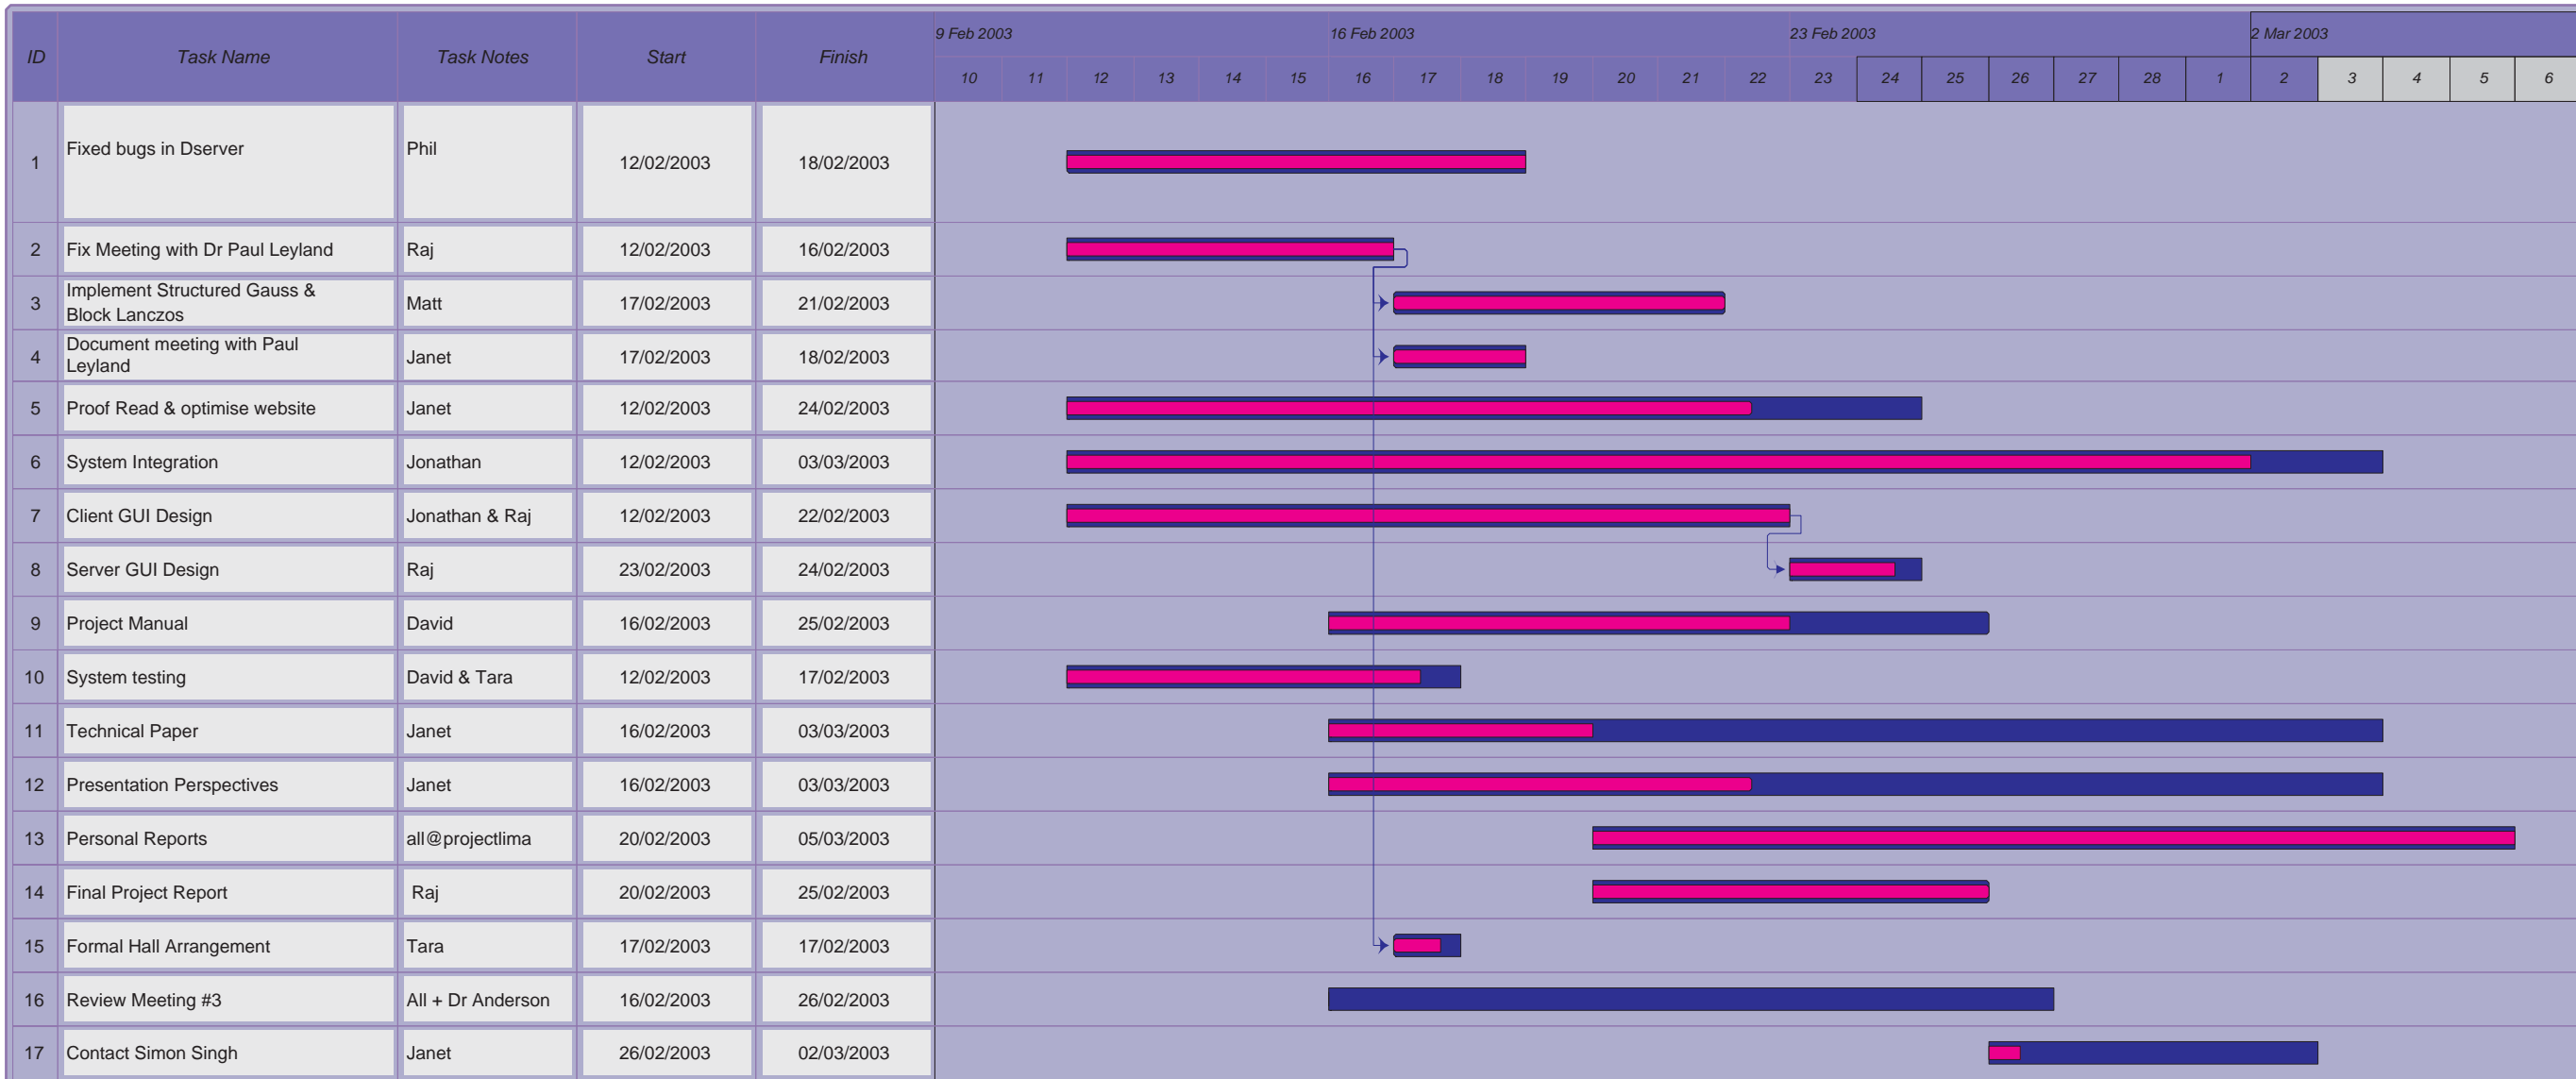 ID Task Name Task Notes Start Finish 9 Feb 2003 16 Feb 2003 23 Feb 2003 2 Mar 2003
10 11 12 13 14 15 16 17 18 19 20 21 22 23 24 25 26 27 28 1 2 3 4 5 6
1 Fixed bugs in Dserver Phil 12/02/2003 18/02/2003
2 Fix Meeting with Dr Paul Leyland Raj 12/02/2003 16/02/2003
3 Implement Structured Gauss &
Block Lanczos Matt 17/02/2003 21/02/2003
4 Document meeting with Paul
Leyland Janet 17/02/2003 18/02/2003
5 Proof Read & optimise website Janet 12/02/2003 24/02/2003
6 System Integration Jonathan 12/02/2003 03/03/2003
7 Client GUI Design Jonathan & Raj 12/02/2003 22/02/2003
8 Server GUI Design Raj 23/02/2003 24/02/2003
9 Project Manual David 16/02/2003 25/02/2003
10 System testing David & Tara 12/02/2003 17/02/2003
11 Technical Paper Janet 16/02/2003 03/03/2003
12 Presentation Perspectives Janet 16/02/2003 03/03/2003
13 Personal Reports all@projectlima 20/02/2003 05/03/2003
14 Final Project Report Raj 20/02/2003 25/02/2003
15 Formal Hall Arrangement Tara 17/02/2003 17/02/2003
16 Review Meeting #3 All + Dr Anderson 16/02/2003 26/02/2003
17 Contact Simon Singh Janet 26/02/2003 02/03/2003